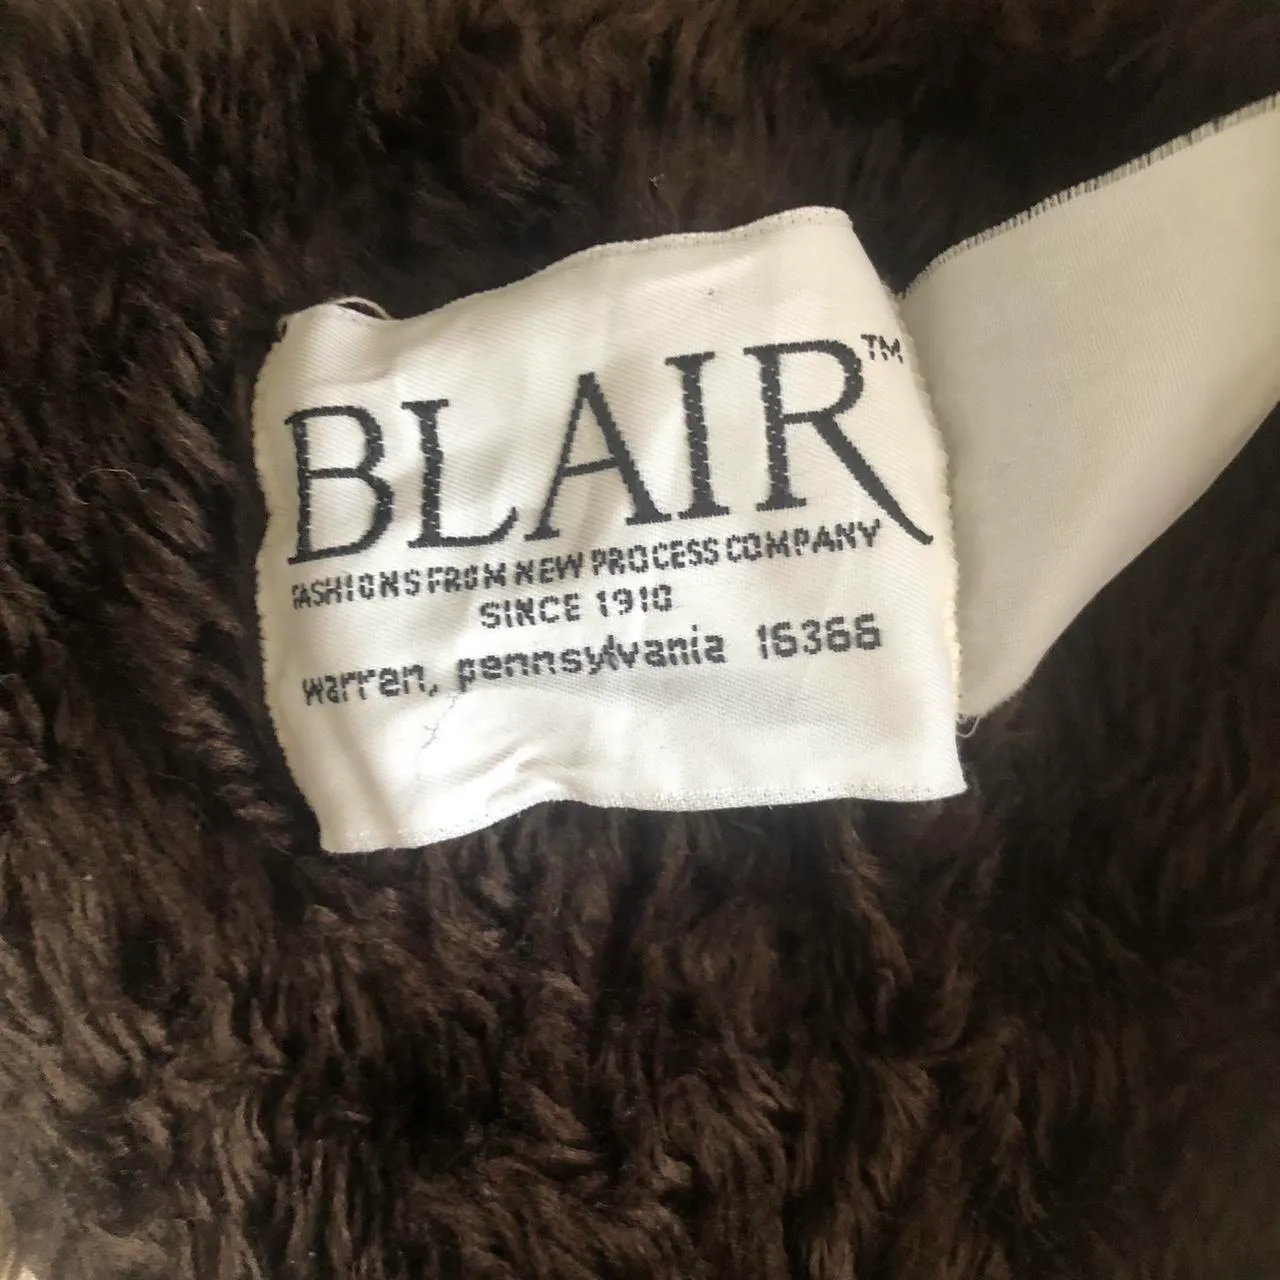 BLAIR™
FASHIONS FROM NEW PROCESS COMPANY
SINCE 1910
warren, pennsylvania 16366